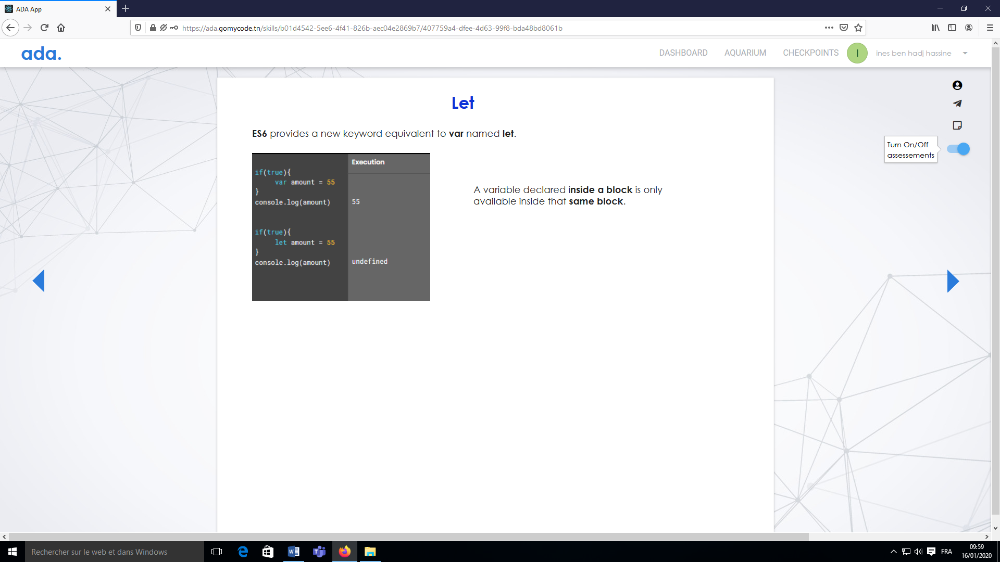 ADA App
https://ada.gomycode.tn/skills/b01d4542-5ee6-4f41-826b-aec04e2869b7/407759a4-dfee-4d63-99f8-bda48bd8061b
ada.
DASHBOARD AQUARIUM CHECKPOINTS I ines ben hadj hassine
Let
ES6 provides a new keyword equivalent to var named let.
Turn On/Off
assessements
Execution
if(true){
var amount = 55
}
console.log(amount) 55
if(true){
let amount = 55
}
console.log(amount) undefined
A variable declared inside a block is only
available inside that same block.
Rechercher sur le web et dans Windows
FRA
09:59
16/01/2020